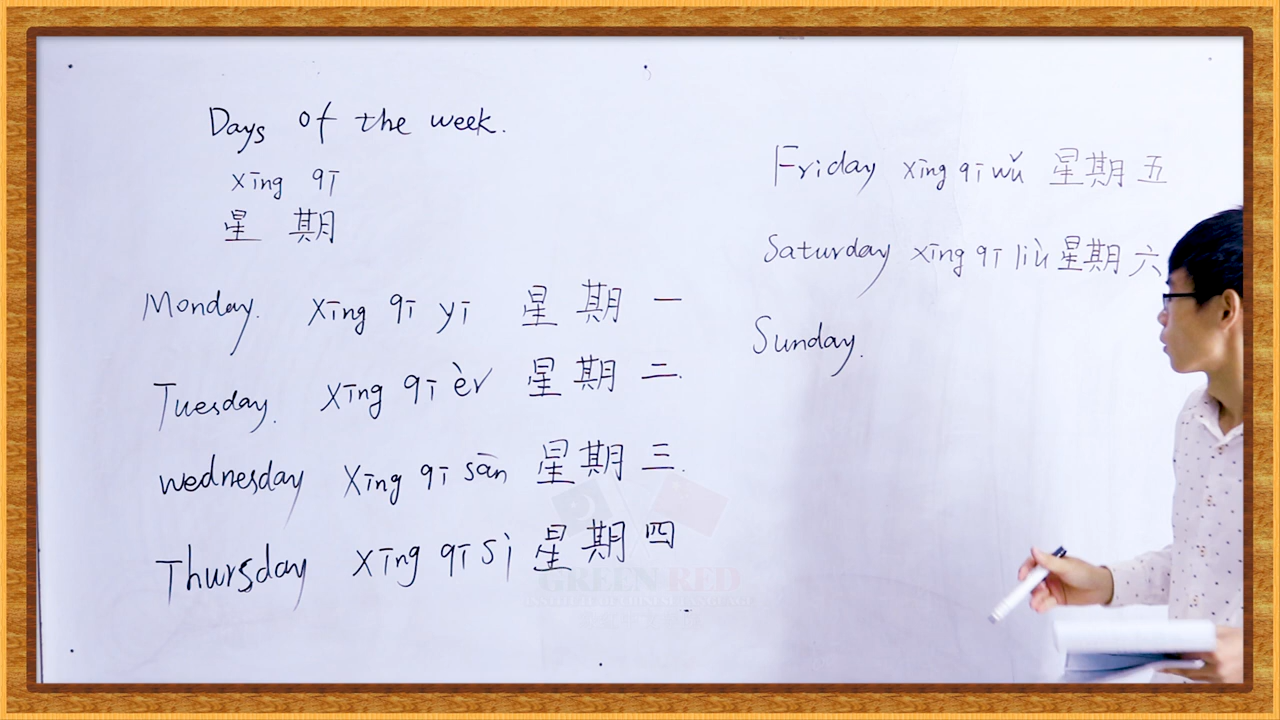 Days of the week.
xīng qī
星 期
Monday. xīng qī yī 星 期 一
Tuesday. xīng qī èr 星 期 二.
wednesday xīng qī sān 星 期 三.
Thursday xīng qī sì 星 期 四
Friday xīng qī wǔ 星 期 五
Saturday xīng qī liù 星 期 六
Sunday.
GREEN RED